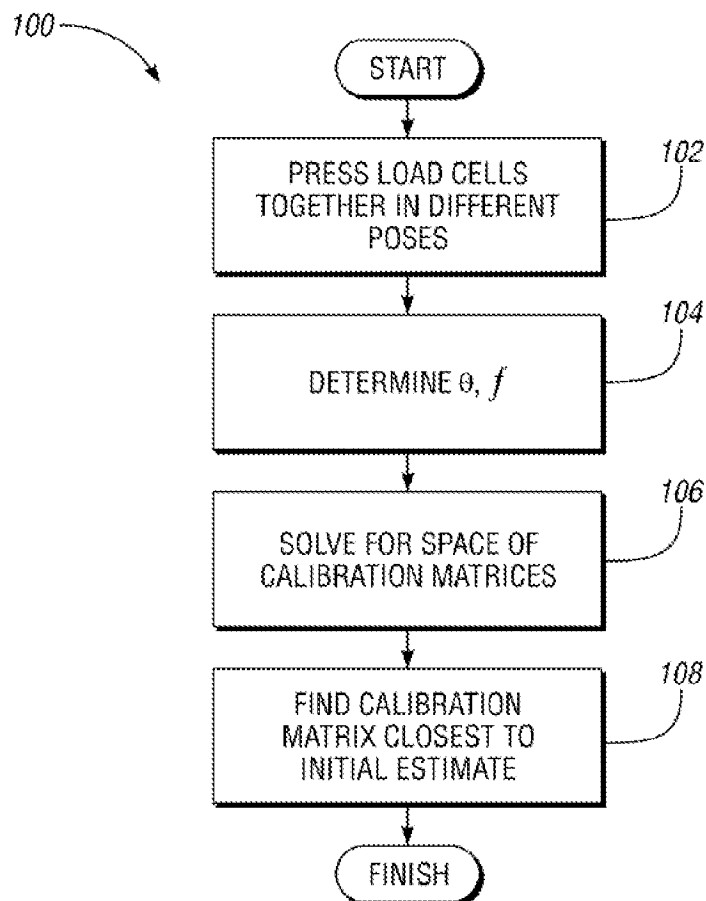 100
START
PRESS LOAD CELLS
TOGETHER IN DIFFERENT
POSES
102
DETERMINE θ, f
104
SOLVE FOR SPACE OF
CALIBRATION MATRICES
106
FIND CALIBRATION
MATRIX CLOSEST TO
INITIAL ESTIMATE
108
FINISH